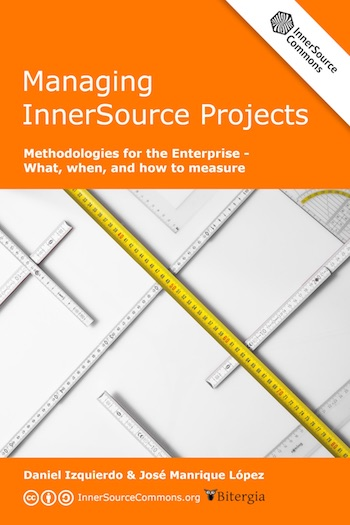 InnerSource
Commons
Managing
InnerSource Projects
Methodologies for the Enterprise -
What, when, and how to measure
Daniel Izquierdo & José Manrique López
InnerSourceCommons.org Bitergia